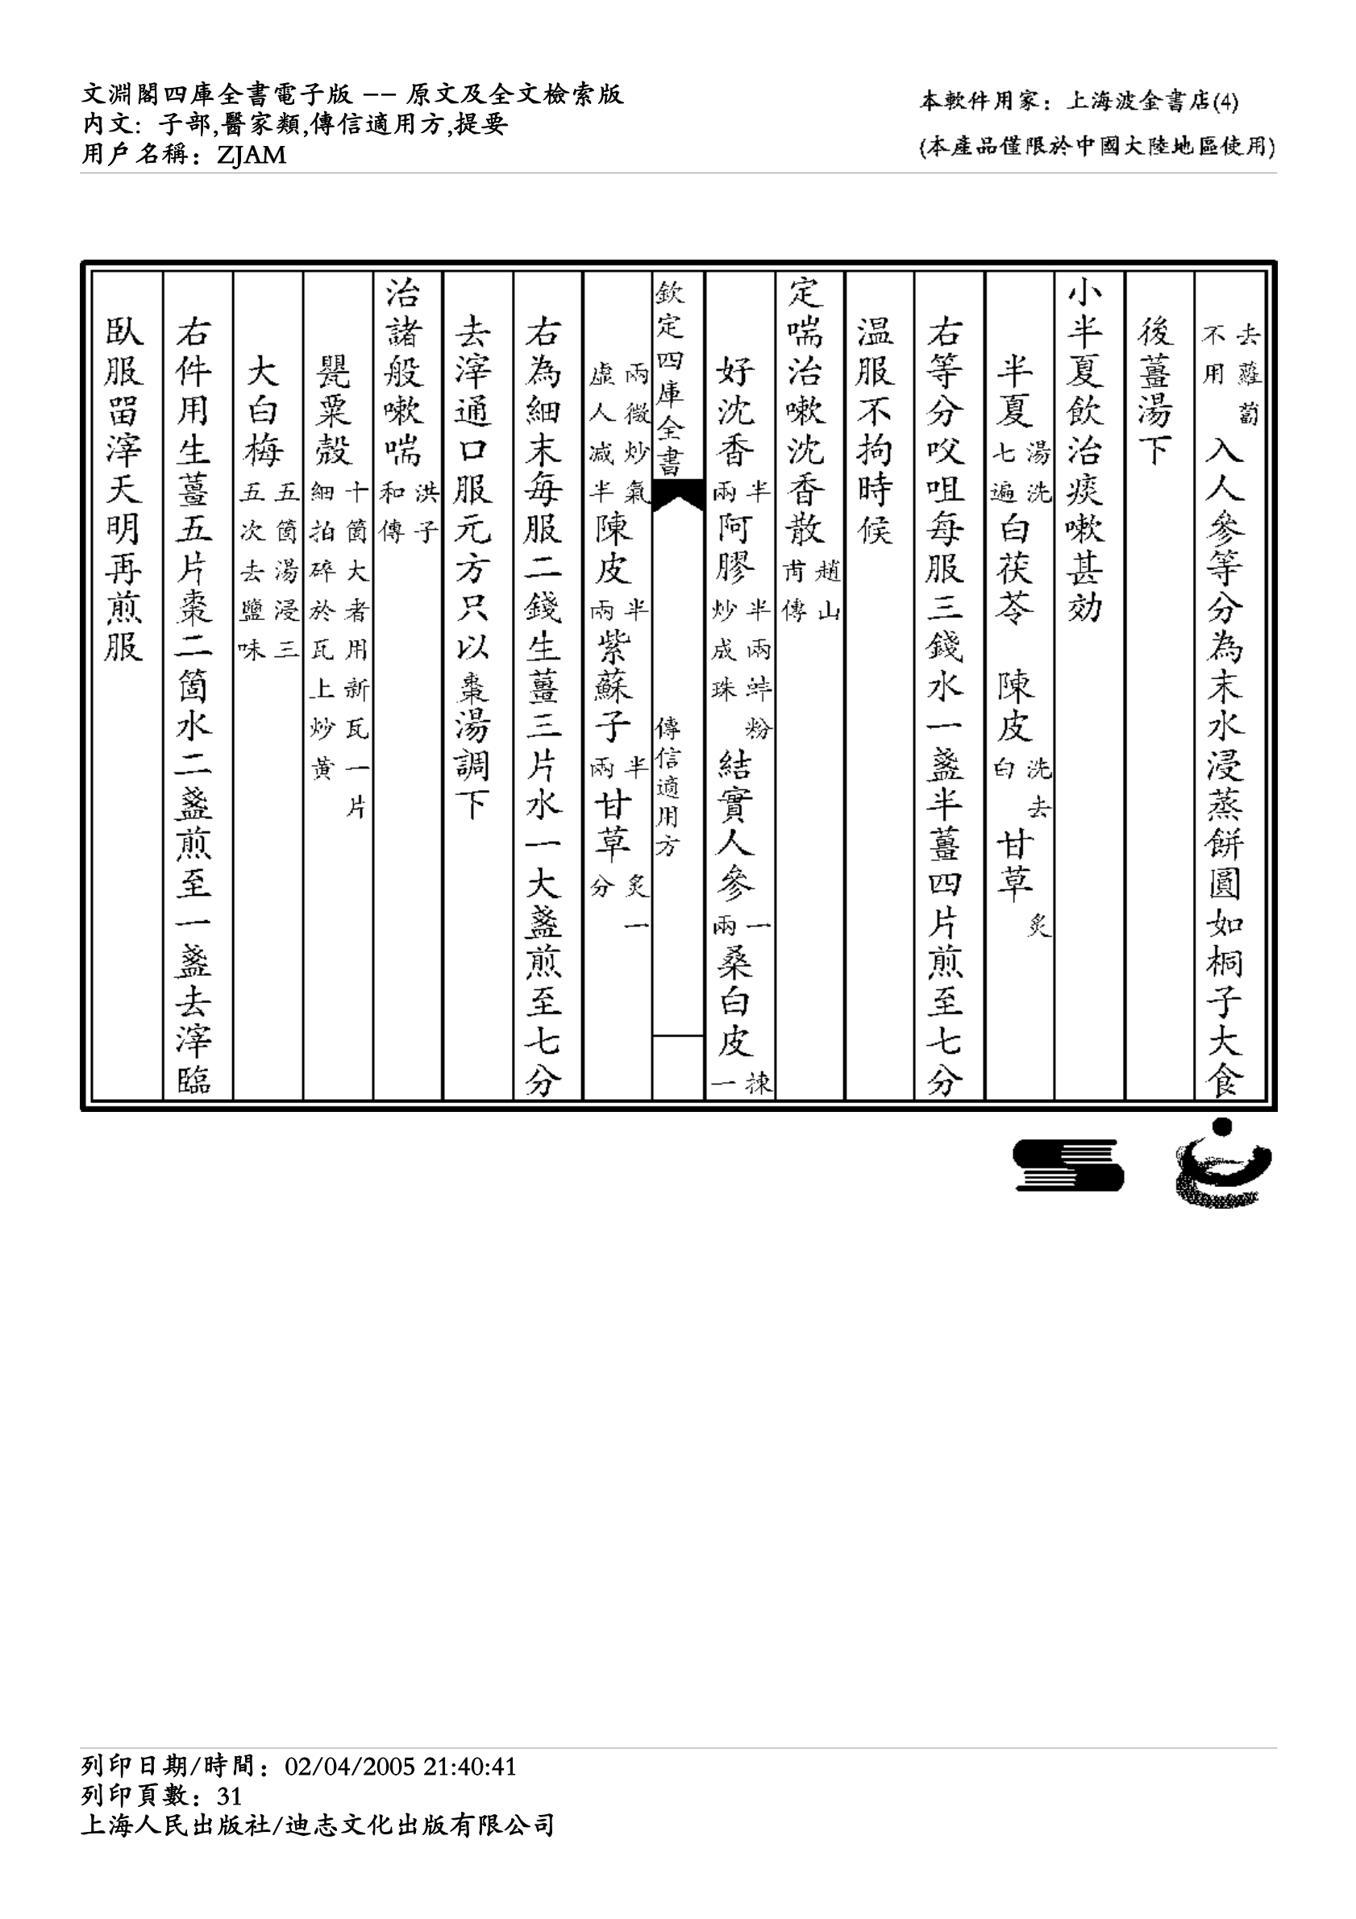 文淵閣四庫全書電子版 -- 原文及全文檢索版
内文: 子部,醫家類,傳信適用方,提要
用戶名稱: ZJAM
本軟件用家: 上海波金書店(4)
(本產品僅限於中國大陸地區使用)
去蘿蔔不用入人參等分為末水浸蒸餅圓如桐子大食
後薑湯下
小半夏飲治痰嗽甚効
半夏湯洗七遍白茯苓 陳皮洗去白甘草炙
右等分㕮咀每服三錢水一盞半薑四片煎至七分
温服不拘時候
定喘治嗽沈香散趙山甫傳
好沈香半兩阿膠半兩蚌粉炒成珠結實人參一兩桑白皮揀一
欽定四庫全書
傳信適用方
兩微炒氣虛人减半陳皮半兩紫蘇子半兩甘草炙一分
右為細末每服二錢生薑三片水一大盞煎至七分
去滓通口服元方只以棗湯調下
治諸般嗽喘洪子和傳
甖粟殼十箇大者用新瓦一片細拍碎於瓦上炒黃
大白梅五箇湯浸三五次去鹽味
右件用生薑五片棗二箇水二盞煎至一盞去滓臨
臥服畱滓天明再煎服
列印日期/時間: 02/04/2005 21:40:41
列印頁數: 31
上海人民出版社/迪志文化出版有限公司